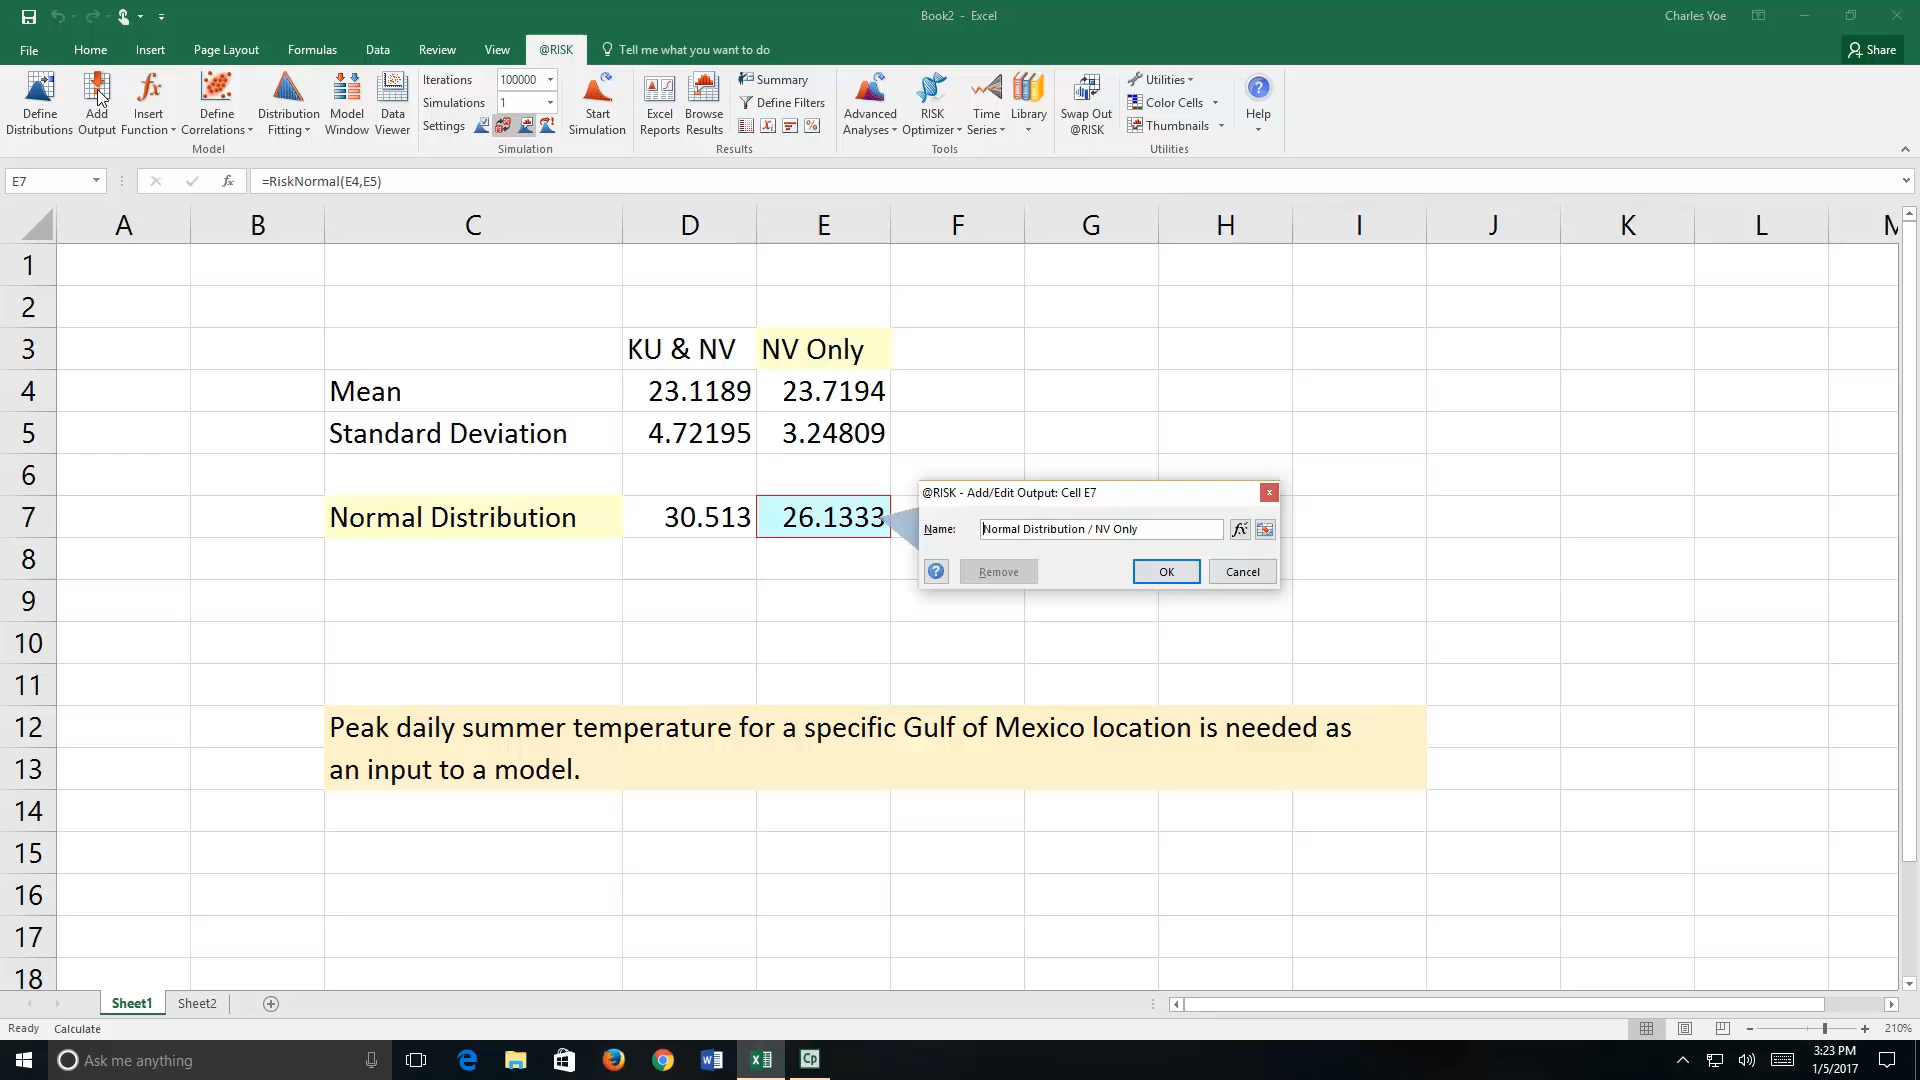 Book2 - Excel
Charles Yoe
File Home Insert Page Layout Formulas Data Review View @RISK Tell me what you want to do
Share
Define Distributions
Add Output
Insert Function
Define Correlations
Distribution Fitting
Model Window
Data Viewer
Model
Iterations 100000
Simulations 1
Settings
Start Simulation
Simulation
Excel Reports
Browse Results
Summary
Define Filters
Results
Advanced Analyses
RISK Optimizer
Time Series
Library
Tools
Swap Out @RISK
Utilities
Color Cells
Thumbnails
Utilities
Help
E7
fx
=RiskNormal(E4,E5)
A B C D E F G H I J K L M
1
2
3 KU & NV NV Only
4 Mean 23.1189 23.7194
5 Standard Deviation 4.72195 3.24809
6
7 Normal Distribution 30.513 26.1333
@RISK - Add/Edit Output: Cell E7
Name: Normal Distribution / NV Only
Remove OK Cancel
8
9
10
11
12 Peak daily summer temperature for a specific Gulf of Mexico location is needed as
13 an input to a model.
14
15
16
17
18
Sheet1 Sheet2
Ready Calculate
210%
Ask me anything
3:23 PM
1/5/2017